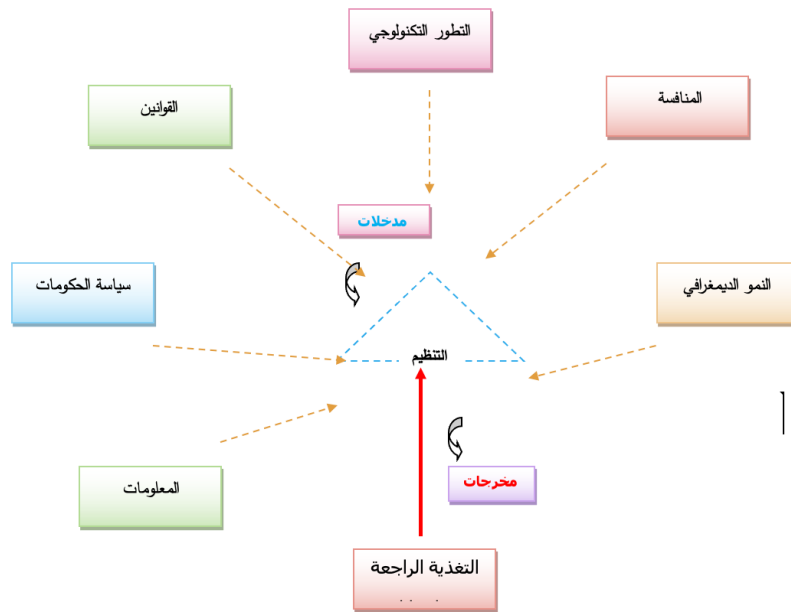 التطور التكنولوجي
المنافسة
القوانين
مدخلات
النمو الديمغرافي
سياسة الحكومات
التنظيم
مخرجات
المعلومات
التغذية الراجعة